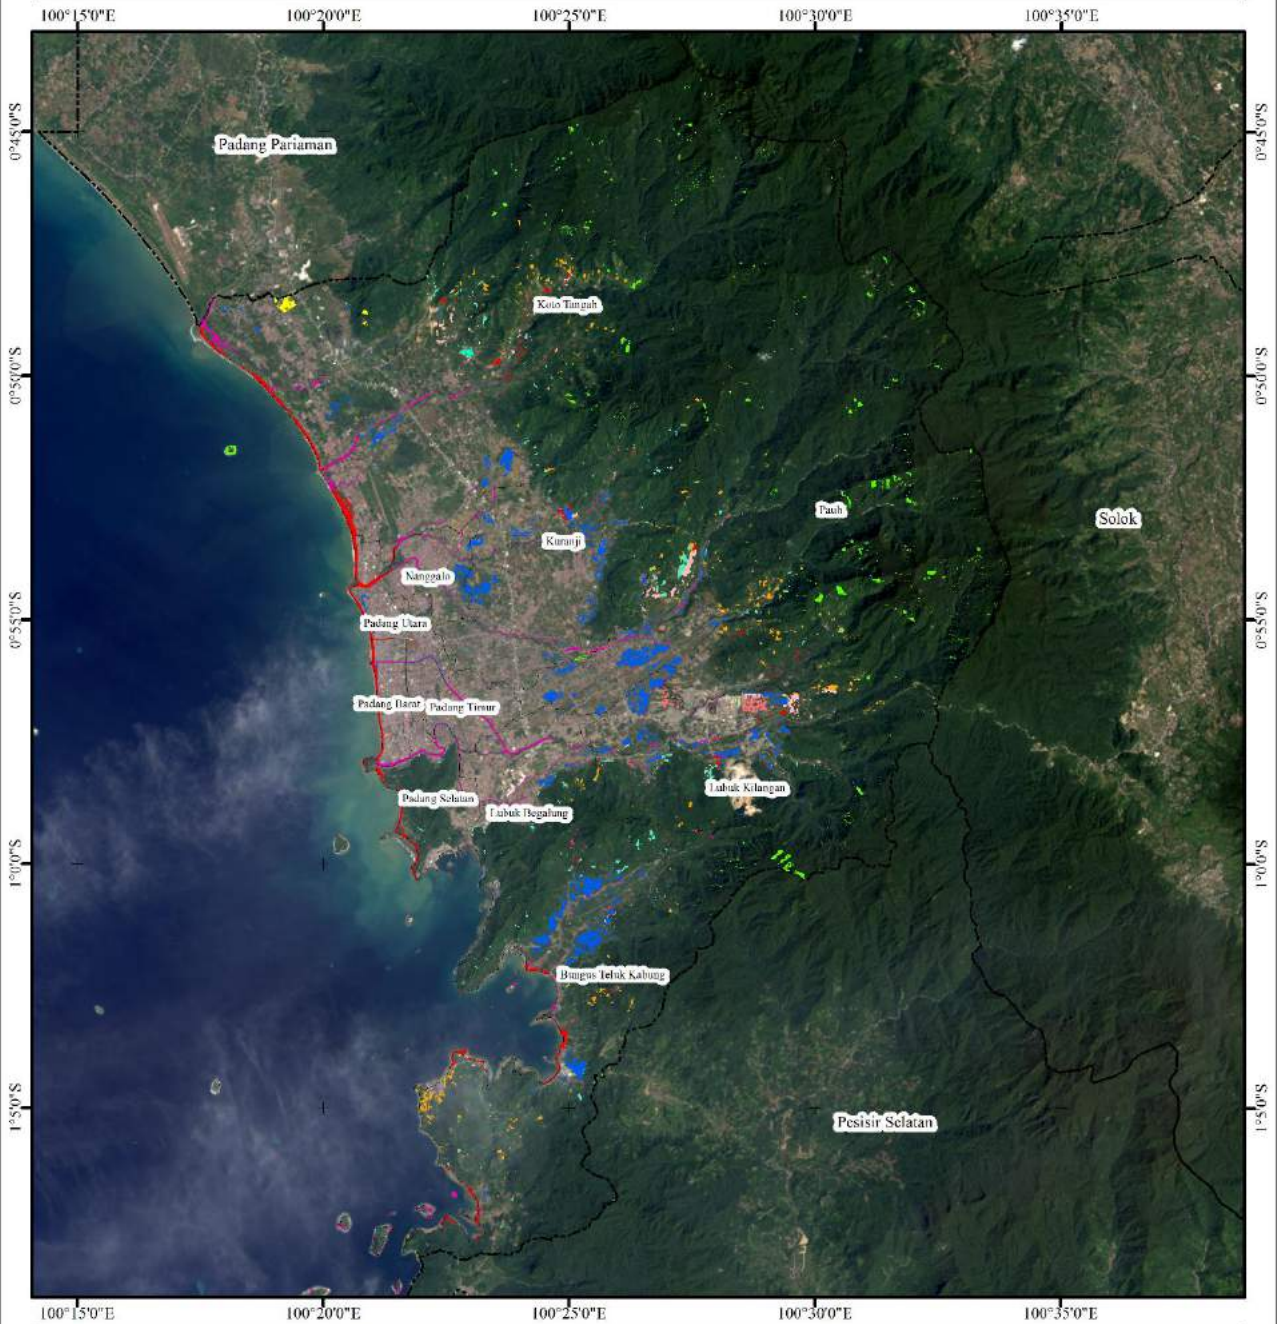 100°15'0"E 100°20'0"E 100°25'0"E 100°30'0"E 100°35'0"E
0°45'0"S 0°45'0"S
Padang Pariaman
Koto Tangah
0°50'0"S 0°50'0"S
Pauh
Solok
Kuranji
Nanggalo
0°55'0"S 0°55'0"S
Padang Utara
Padang Barat Padang Timur
Lubuk Kilangan
Padang Selatan
Lubuk Begalung
1°0'0"S 1°0'0"S
Bungus Teluk Kabung
1°5'0"S 1°5'0"S
Pesisir Selatan
100°15'0"E 100°20'0"E 100°25'0"E 100°30'0"E 100°35'0"E